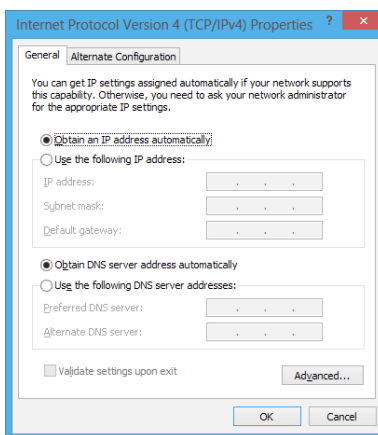 Internet Protocol Version 4 (TCP/IPv4) Properties ? ×
General Alternate Configuration
You can get IP settings assigned automatically if your network supports
this capability. Otherwise, you need to ask your network administrator
for the appropriate IP settings.
Obtain an IP address automatically
Use the following IP address:
IP address:
Subnet mask:
Default gateway:
Obtain DNS server address automatically
Use the following DNS server addresses:
Preferred DNS server:
Alternate DNS server:
Validate settings upon exit
Advanced...
OK Cancel